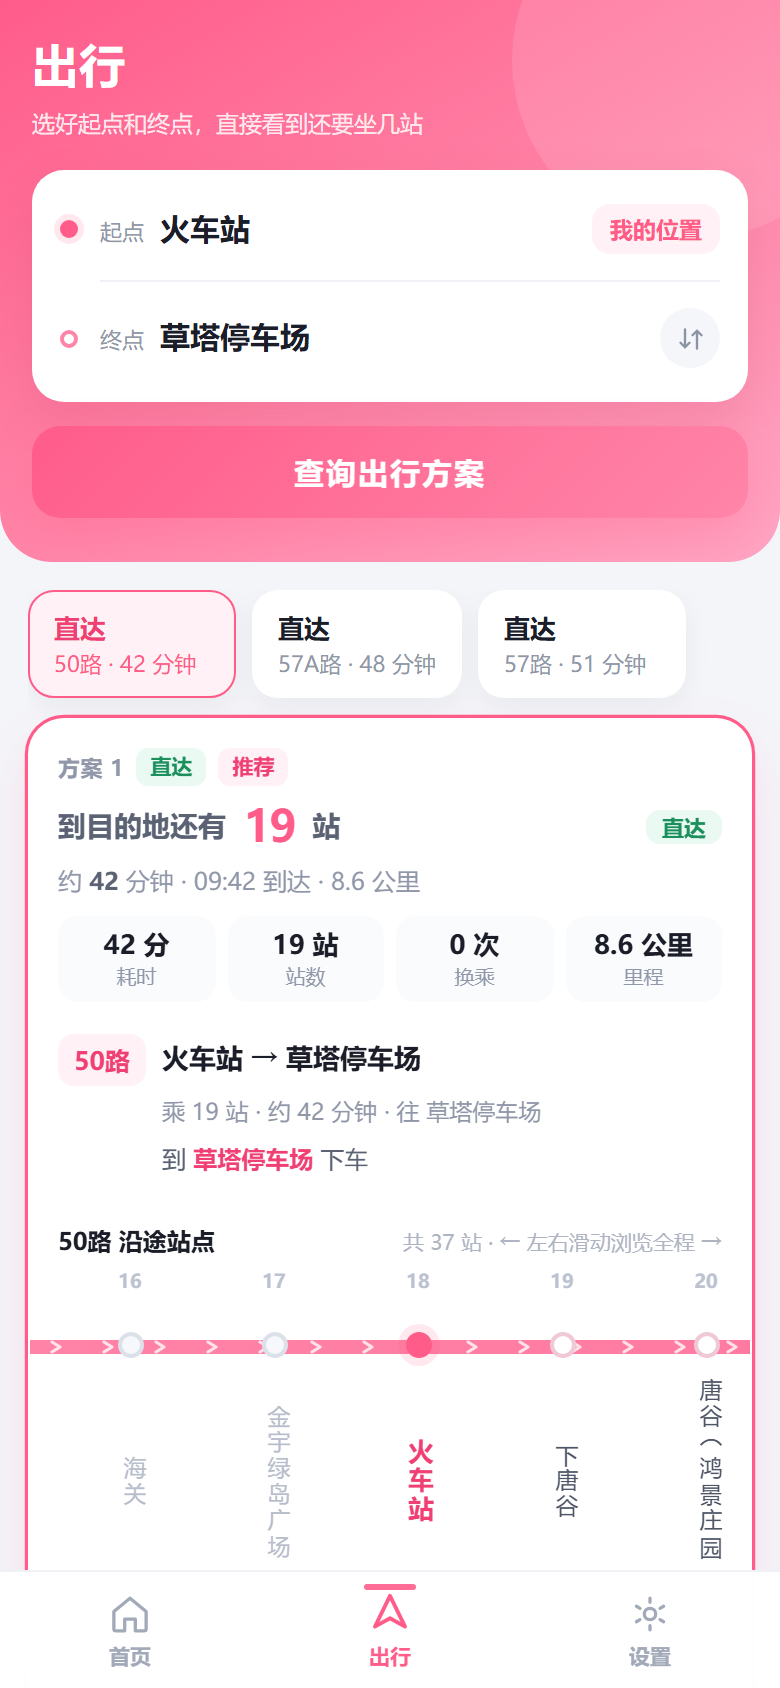 出行
选好起点和终点，直接看到还要坐几站
起点 火车站 我的位置
终点 草塔停车场
查询出行方案
直达
50路 · 42 分钟
直达
57A路 · 48 分钟
直达
57路 · 51 分钟
方案 1 直达 推荐
到目的地还有 19 站 直达
约 42 分钟 · 09:42 到达 · 8.6 公里
42 分
耗时
19 站
站数
0 次
换乘
8.6 公里
里程
50路 火车站 → 草塔停车场
乘 19 站 · 约 42 分钟 · 往 草塔停车场
到 草塔停车场 下车
50路 沿途站点 共 37 站 · ← 左右滑动浏览全程 →
16 17 18 19 20
海关
金宇绿岛广场
火车站
下唐谷
唐谷（鸿景庄园
首页 出行 设置